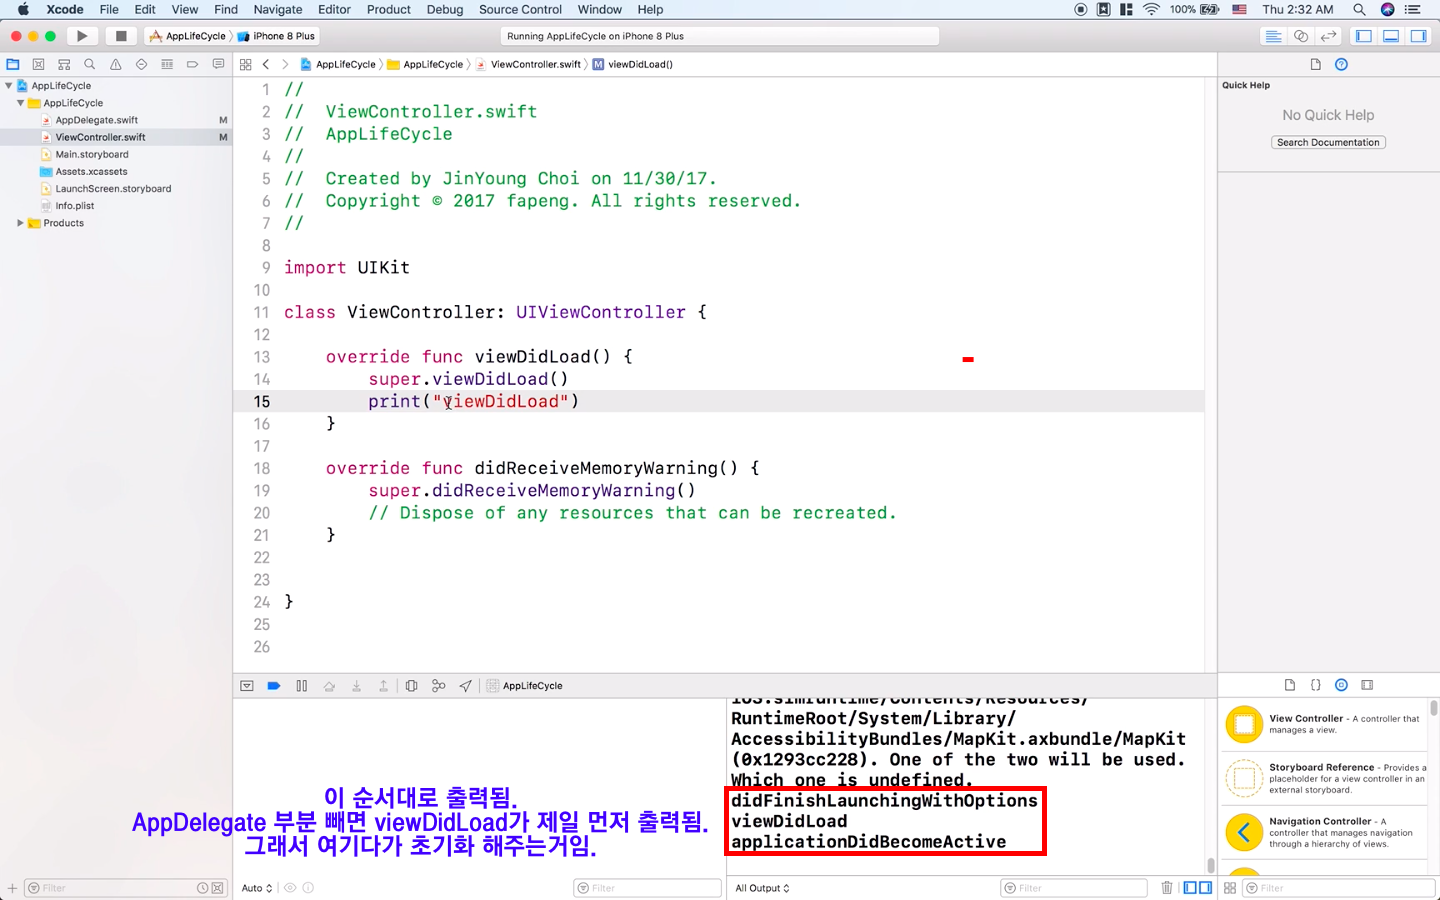 Xcode File Edit View Find Navigate Editor Product Debug Source Control Window Help 100% Thu 2:32 AM
AppLifeCycle iPhone 8 Plus Running AppLifeCycle on iPhone 8 Plus
AppLifeCycle AppLifeCycle ViewController.swift M viewDidLoad()
AppLifeCycle
AppLifeCycle
AppDelegate.swift M
ViewController.swift M
Main.storyboard
Assets.xcassets
LaunchScreen.storyboard
Info.plist
Products
1 //
2 // ViewController.swift
3 // AppLifeCycle
4 //
5 // Created by JinYoung Choi on 11/30/17.
6 // Copyright © 2017 fapeng. All rights reserved.
7 //
8
9 import UIKit
10
11 class ViewController: UIViewController {
12
13 override func viewDidLoad() {
14 super.viewDidLoad()
15 print("viewDidLoad")
16 }
17
18 override func didReceiveMemoryWarning() {
19 super.didReceiveMemoryWarning()
20 // Dispose of any resources that can be recreated.
21 }
22
23
24 }
25
26
Quick Help
No Quick Help
Search Documentation
AppLifeCycle
iOS.simruntime/Contents/Resources/
RuntimeRoot/System/Library/
AccessibilityBundles/MapKit.axbundle/MapKit
(0x1293cc228). One of the two will be used.
Which one is undefined.
didFinishLaunchingWithOptions
viewDidLoad
applicationDidBecomeActive
이 순서대로 출력됨.
AppDelegate 부분 빼면 viewDidLoad가 제일 먼저 출력됨.
그래서 여기다가 초기화 해주는거임.
View Controller - A controller that
manages a view.
Storyboard Reference - Provides a
placeholder for a view controller in an
external storyboard.
Navigation Controller - A
controller that manages navigation
through a hierarchy of views.
Filter
Auto
Filter
All Output
Filter
Filter